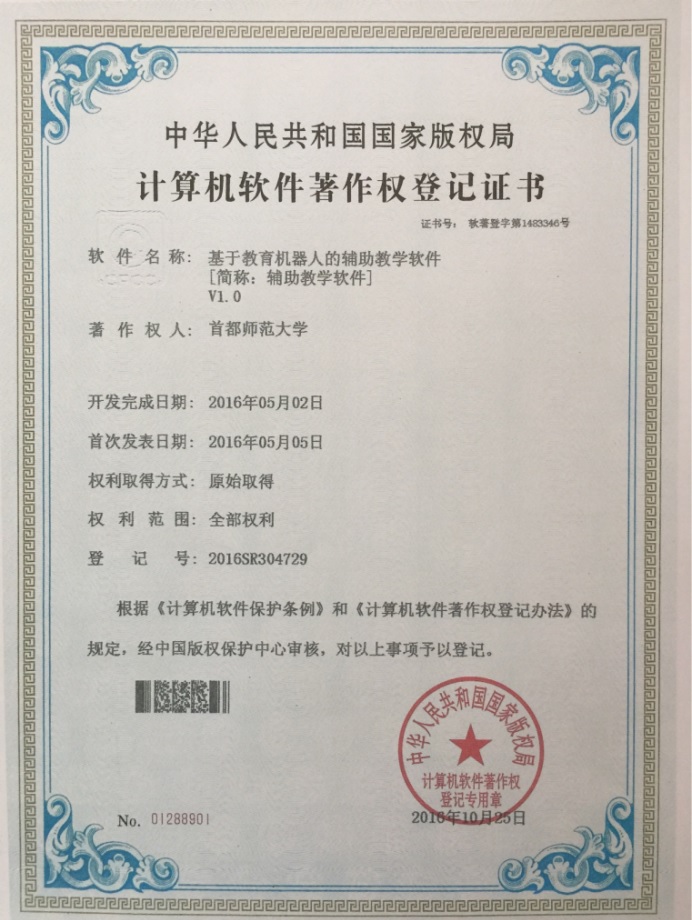 中华人民共和国国家版权局
计算机软件著作权登记证书
证书号： 软著登字第1483346号
软件名称： 基于教育机器人的辅助教学软件
[简称：辅助教学软件]
V1.0
著作权人： 首都师范大学
开发完成日期： 2016年05月02日
首次发表日期： 2016年05月05日
权利取得方式： 原始取得
权利范围： 全部权利
登记号： 2016SR304729
根据《计算机软件保护条例》和《计算机软件著作权登记办法》的
规定，经中国版权保护中心审核，对以上事项予以登记。
中华人民共和国国家版权局
计算机软件著作权
登记专用章
No. 01288901
2016年10月25日